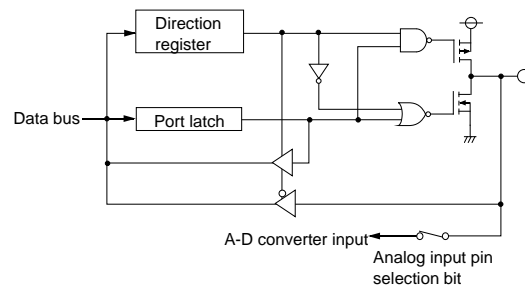 Direction
register
Data bus
Port latch
A-D converter input
Analog input pin
selection bit